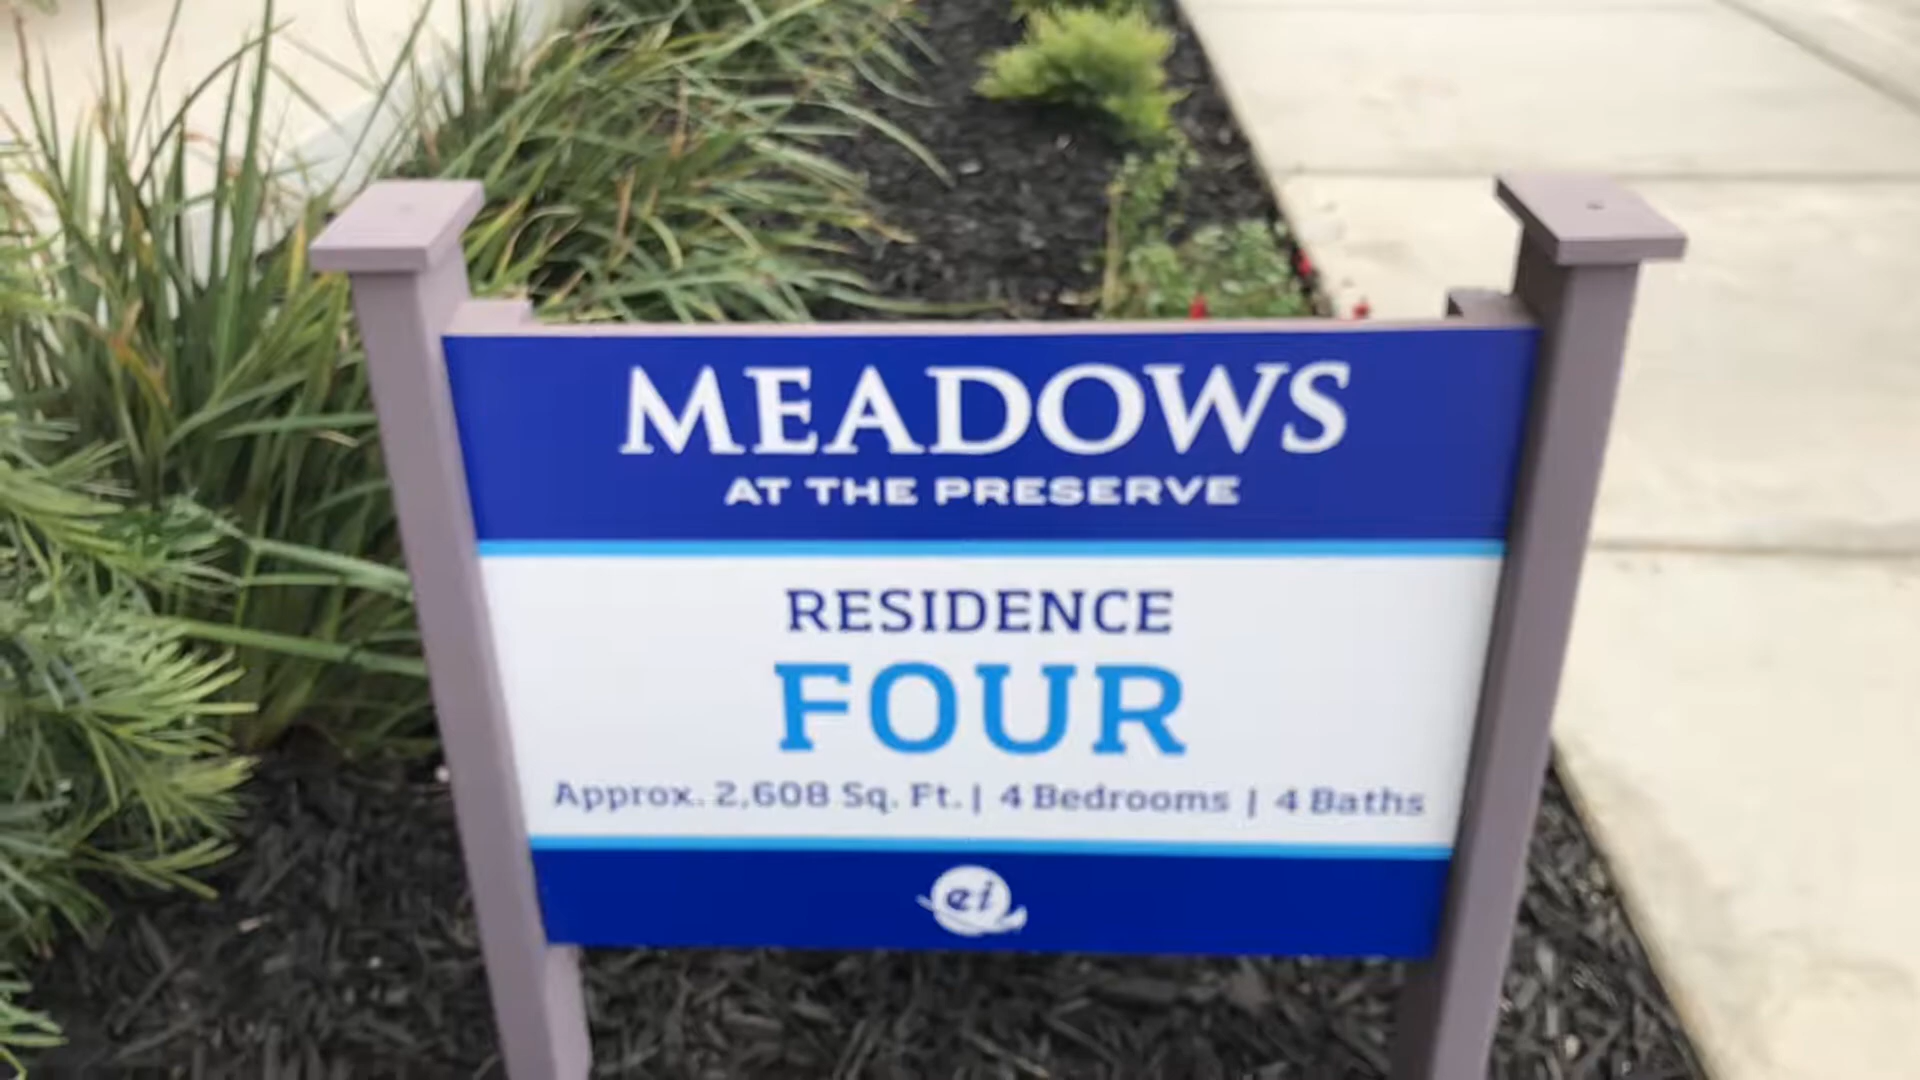 MEADOWS
AT THE PRESERVE
RESIDENCE
FOUR
Approx. 2,608 Sq. Ft. | 4 Bedrooms | 4 Baths
ei